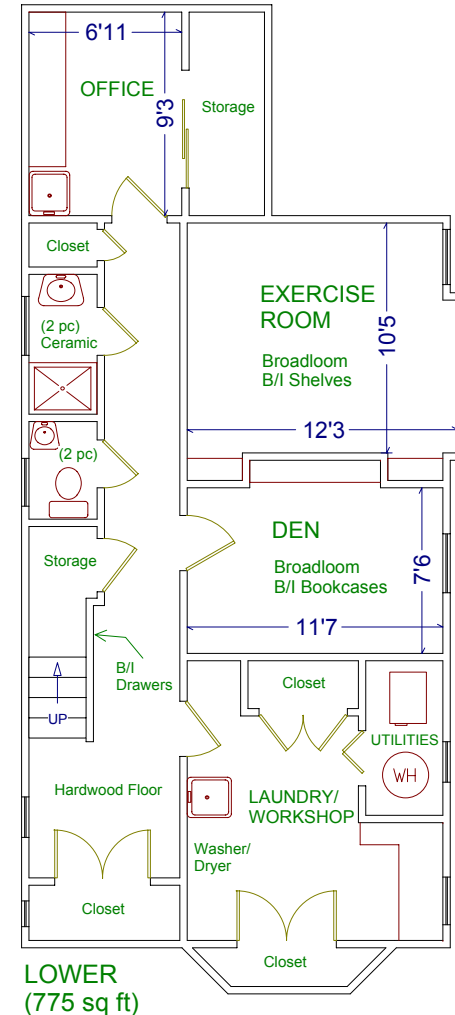 6'11
OFFICE
9'3
Storage
Closet
EXERCISE
ROOM
10'5
(2 pc)
Ceramic
Broadloom
B/I Shelves
12'3
(2 pc)
DEN
Storage
Broadloom
B/I Bookcases
7'6
11'7
B/I
Drawers
Closet
UP
UTILITIES
WH
Hardwood Floor
LAUNDRY/
WORKSHOP
Washer/
Dryer
Closet
Closet
LOWER
(775 sq ft)